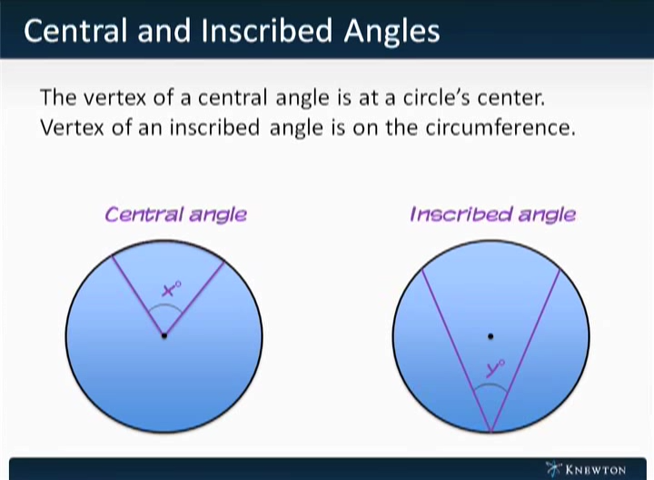 Central and Inscribed Angles
The vertex of a central angle is at a circle's center.
Vertex of an inscribed angle is on the circumference.
Central angle
Inscribed angle
x°
y°
KNEWTON